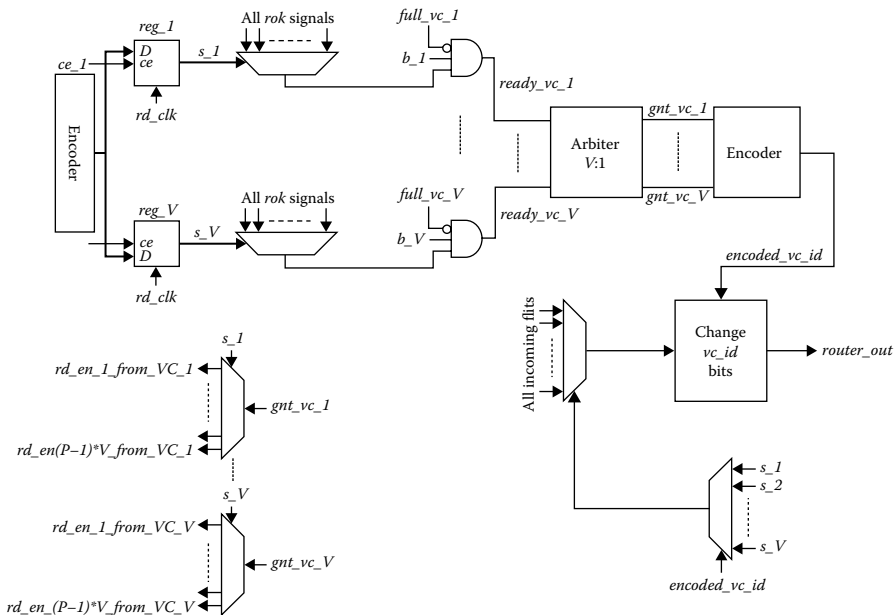 reg_1
D
ce
ce_1
rd_clk
s_1
All rok signals
full_vc_1
b_1
ready_vc_1
Encoder
reg_V
ce
D
rd_clk
s_V
All rok signals
full_vc_V
b_V
ready_vc_V
Arbiter
V:1
gnt_vc_1
gnt_vc_V
Encoder
encoded_vc_id
All incoming flits
Change
vc_id
bits
router_out
s_1
rd_en_1_from_VC_1
gnt_vc_1
rd_en(P–1)*V_from_VC_1
s_V
rd_en_1_from_VC_V
gnt_vc_V
rd_en_(P–1)*V_from_VC_V
s_1
s_2
s_V
encoded_vc_id